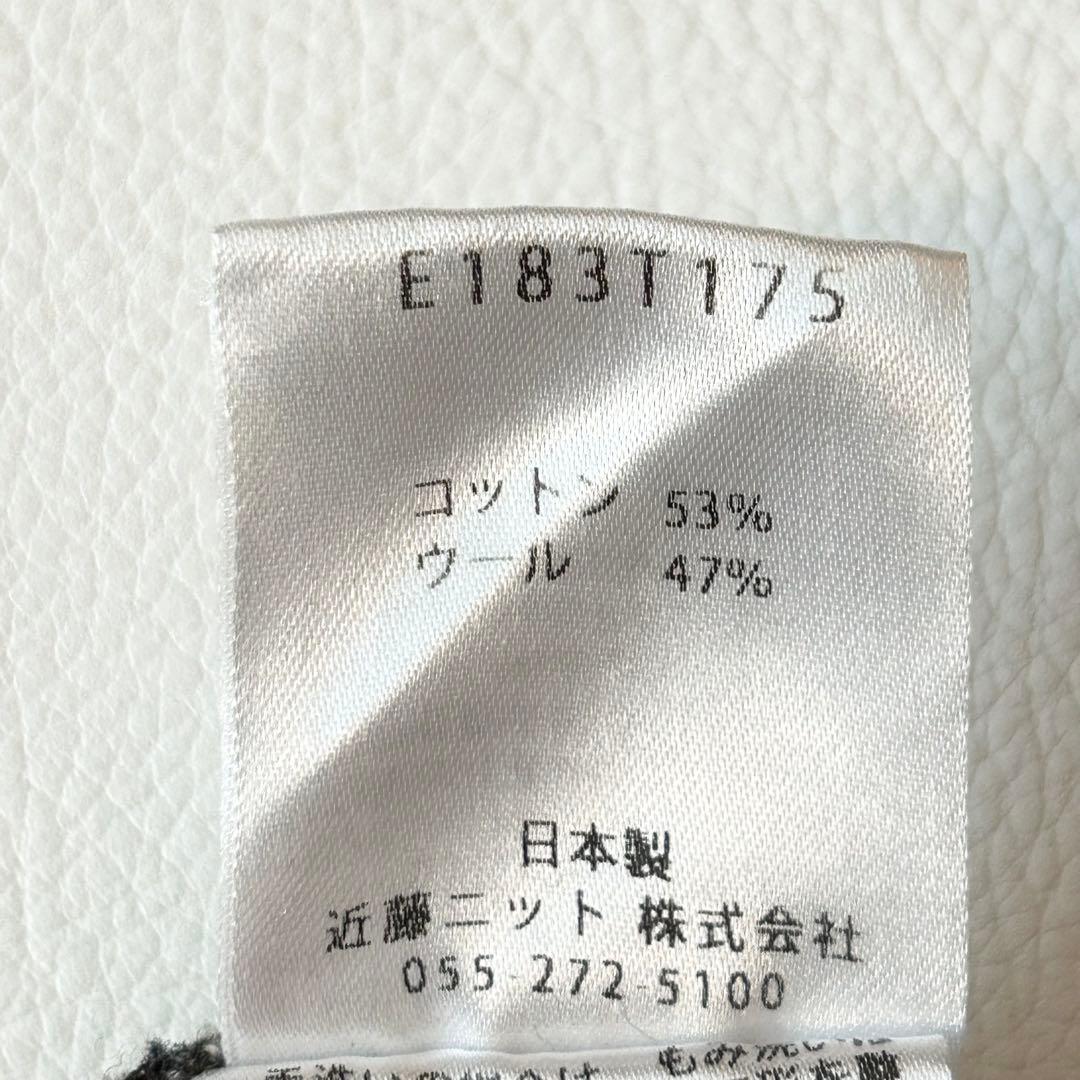 E183T175
コットン 53%
ウール 47%
日本製
近藤ニット 株式会社
055-272-5100